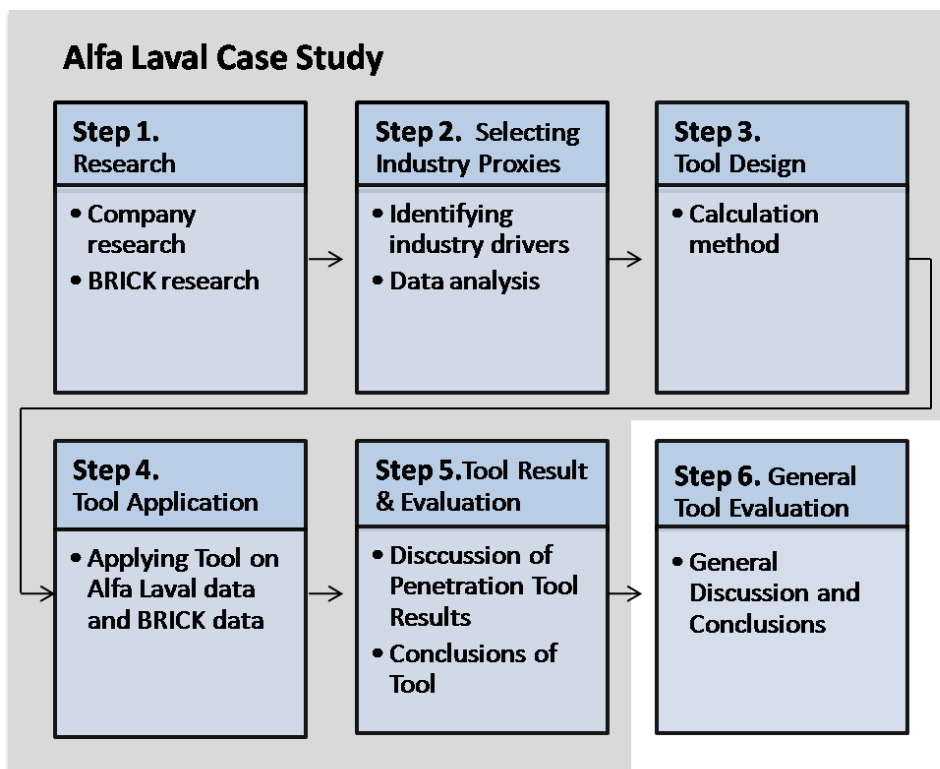 Alfa Laval Case Study
Step 1.
Research
• Company
research
• BRICK research
Step 2. Selecting
Industry Proxies
• Identifying
industry drivers
• Data analysis
Step 3.
Tool Design
• Calculation
method
Step 4.
Tool Application
• Applying Tool on
Alfa Laval data
and BRICK data
Step 5.Tool Result
& Evaluation
• Disccussion of
Penetration Tool
Results
• Conclusions of
Tool
Step 6. General
Tool Evaluation
• General
Discussion and
Conclusions